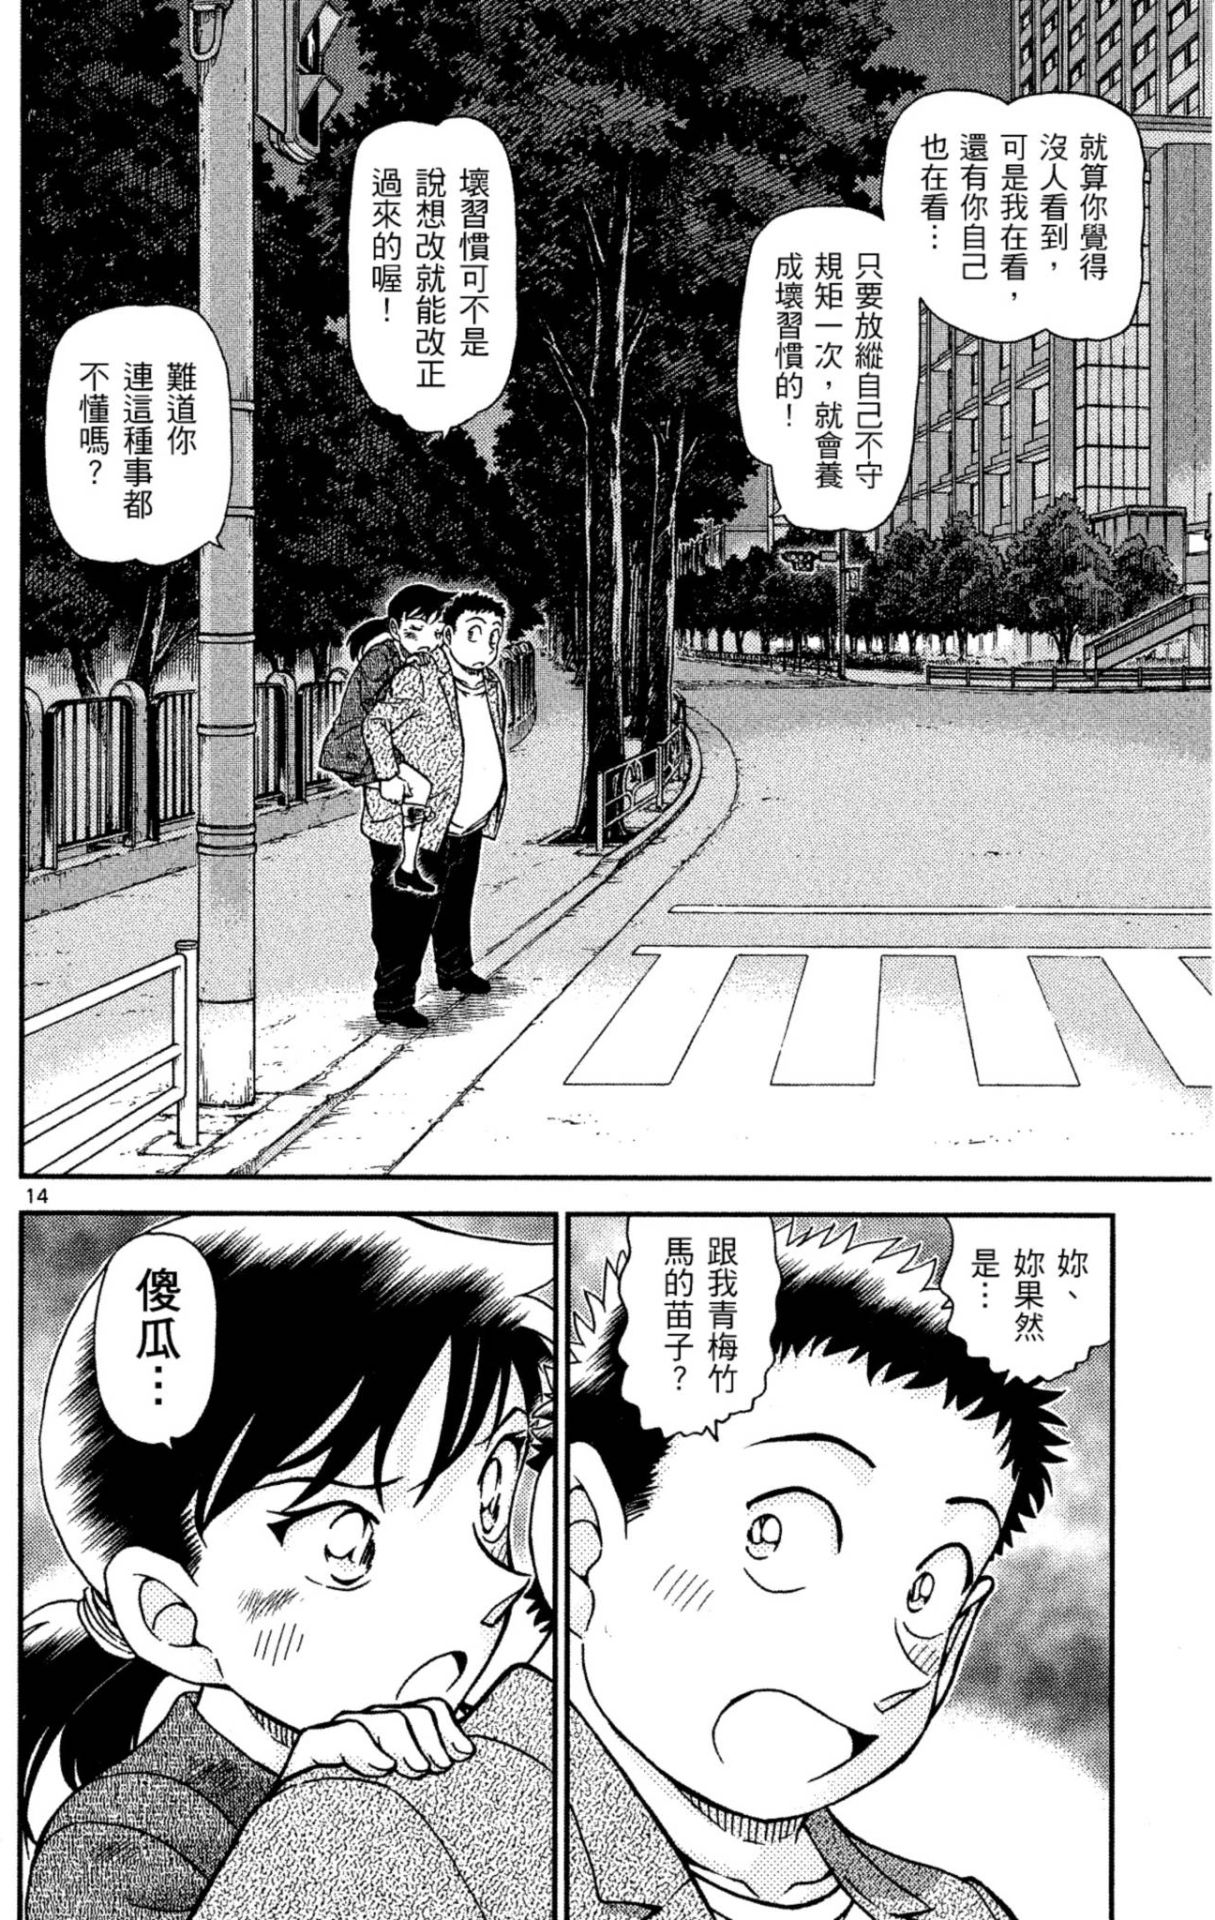 就算你覺得
沒人看到，
可是我在看，
還有你自己
也在看…
只要放縱自己不守
規矩一次，就會養
成壞習慣的！
壞習慣可不是
說想改就能改正
過來的喔！
難道你
連這種事都
不懂嗎？
14
妳、
妳果然
是…
跟我青梅竹
馬的苗子？
傻瓜…